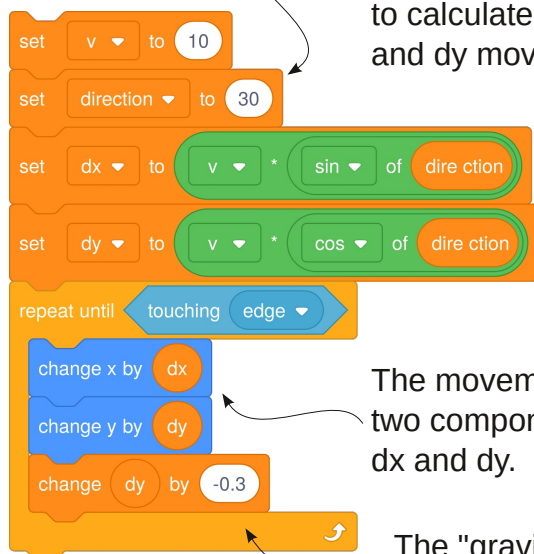 to calculate
and dy mov
set v to 10
set direction to 30
set dx to v * sin of dire ction
set dy to v * cos of dire ction
repeat until touching edge
change x by dx
change y by dy
change dy by -0.3
The movem
two compon
dx and dy.
The "gravi